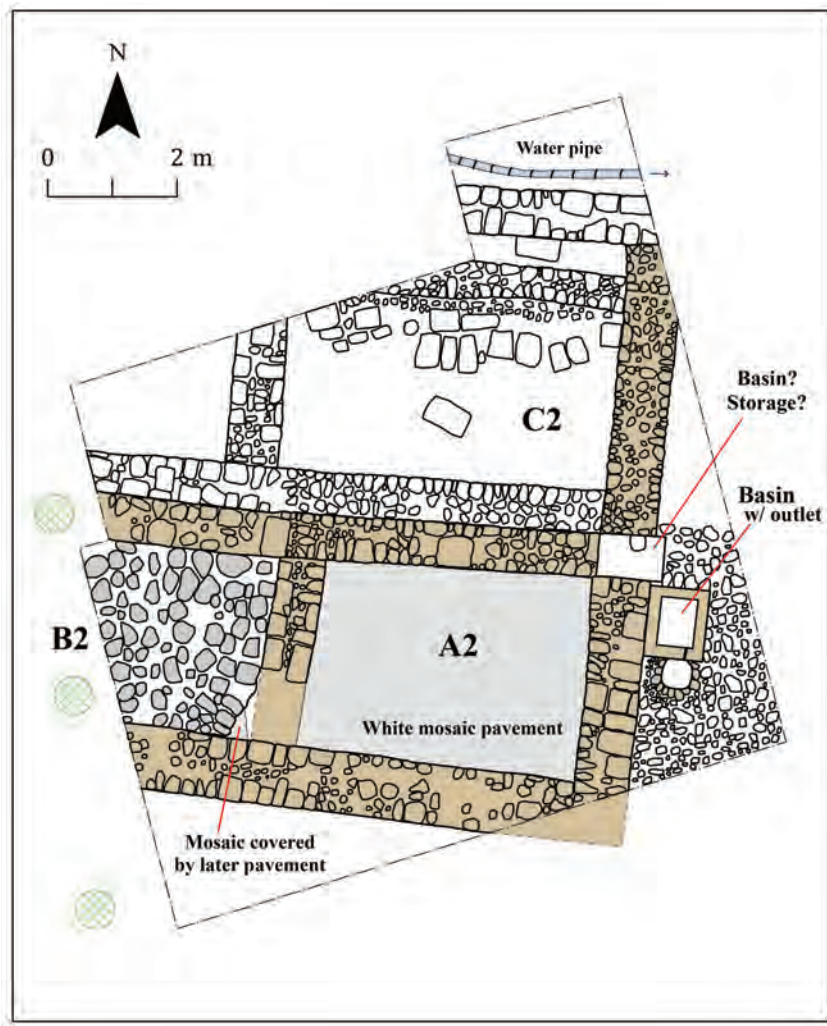 N
0 2 m
Water pipe
Basin?
Storage?
C2
Basin
w/ outlet
B2
A2
White mosaic pavement
Mosaic covered
by later pavement